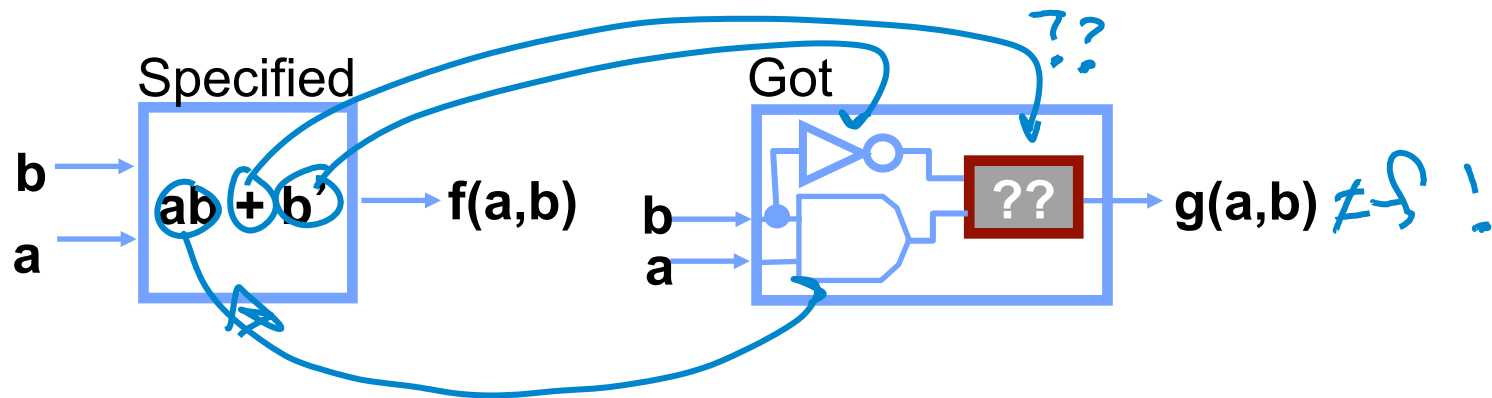 ??
Specified
Got
b
a
ab + b’
f(a,b)
b
a
??
g(a,b) ≠ f !